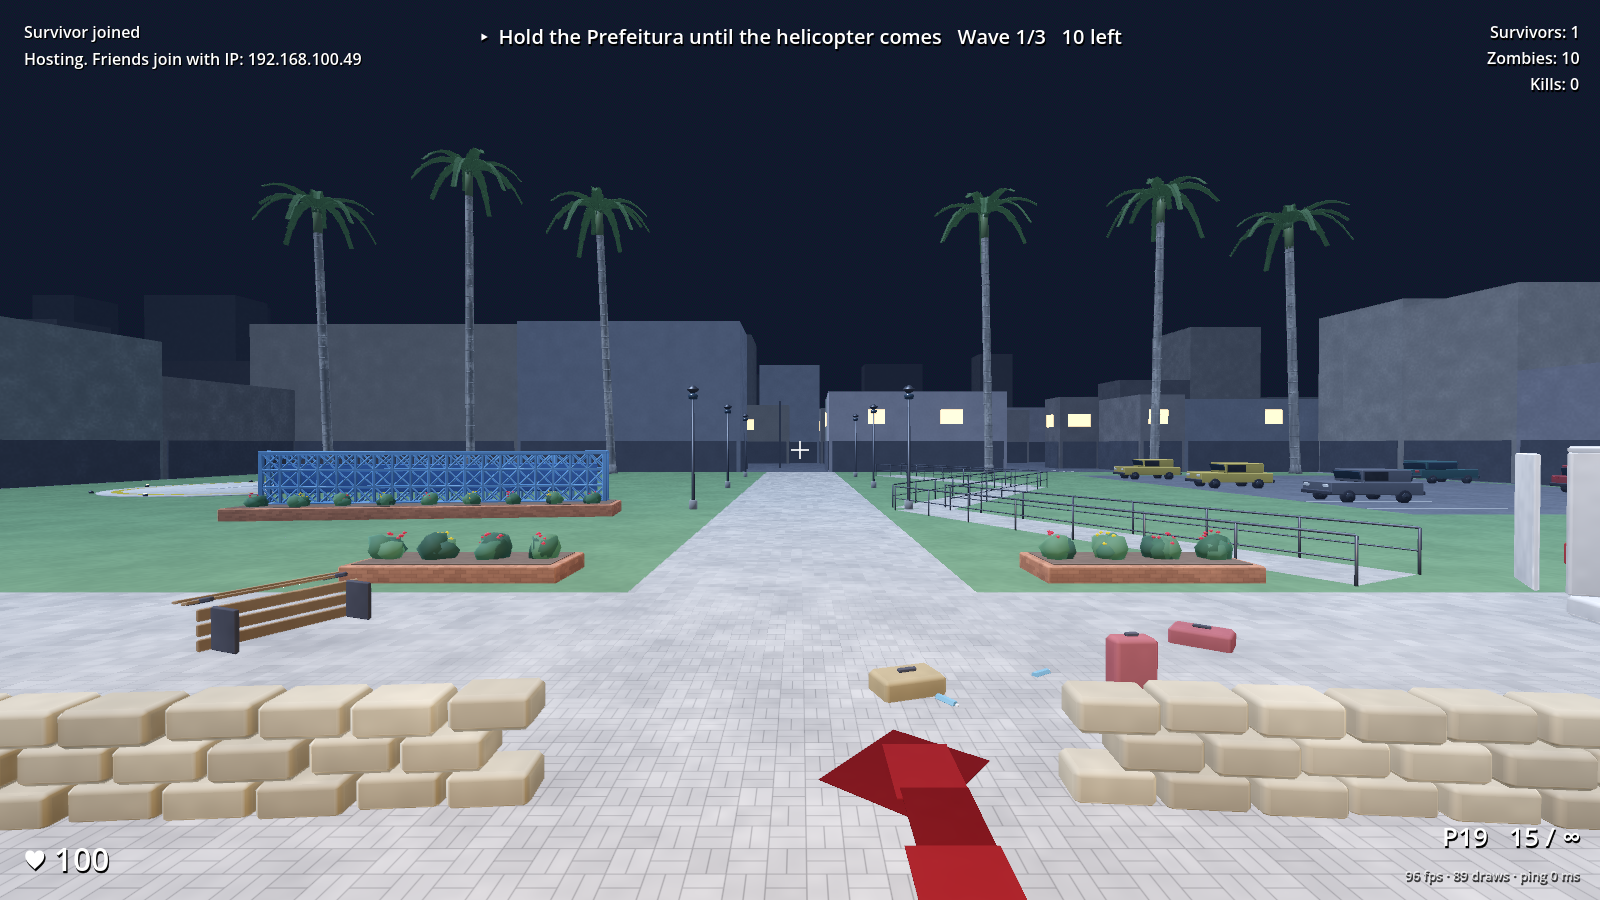 Survivor joined
Hosting. Friends join with IP: 192.168.100.49
▸ Hold the Prefeitura until the helicopter comes Wave 1/3 10 left
Survivors: 1
Zombies: 10
Kills: 0
100
P19 15 / ∞
96 fps · 89 draws · ping 0 ms